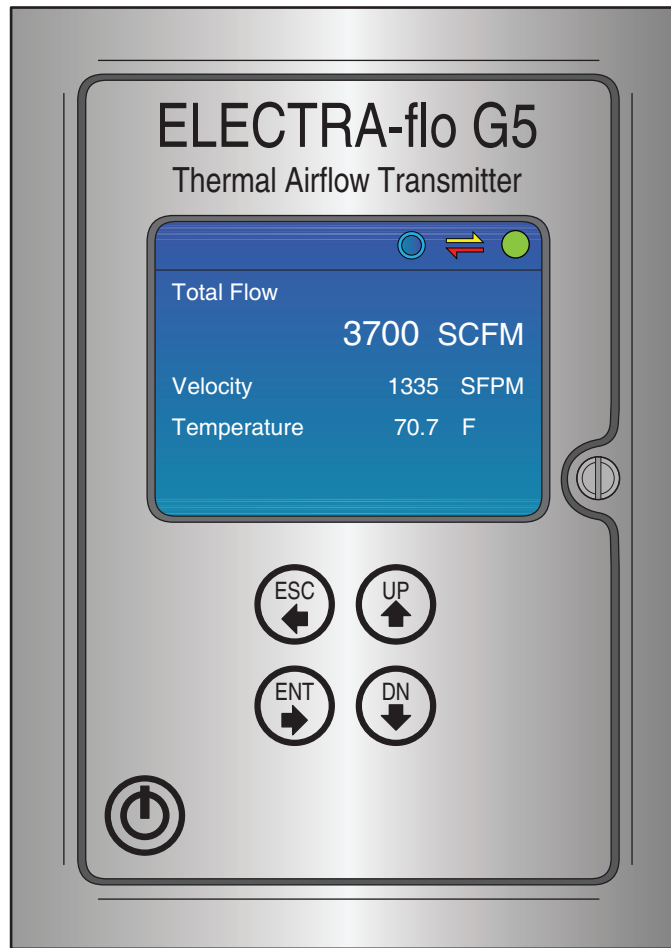 ELECTRA-flo G5
Thermal Airflow Transmitter
Total Flow
3700 SCFM
Velocity 1335 SFPM
Temperature 70.7 F
ESC UP
ENT DN